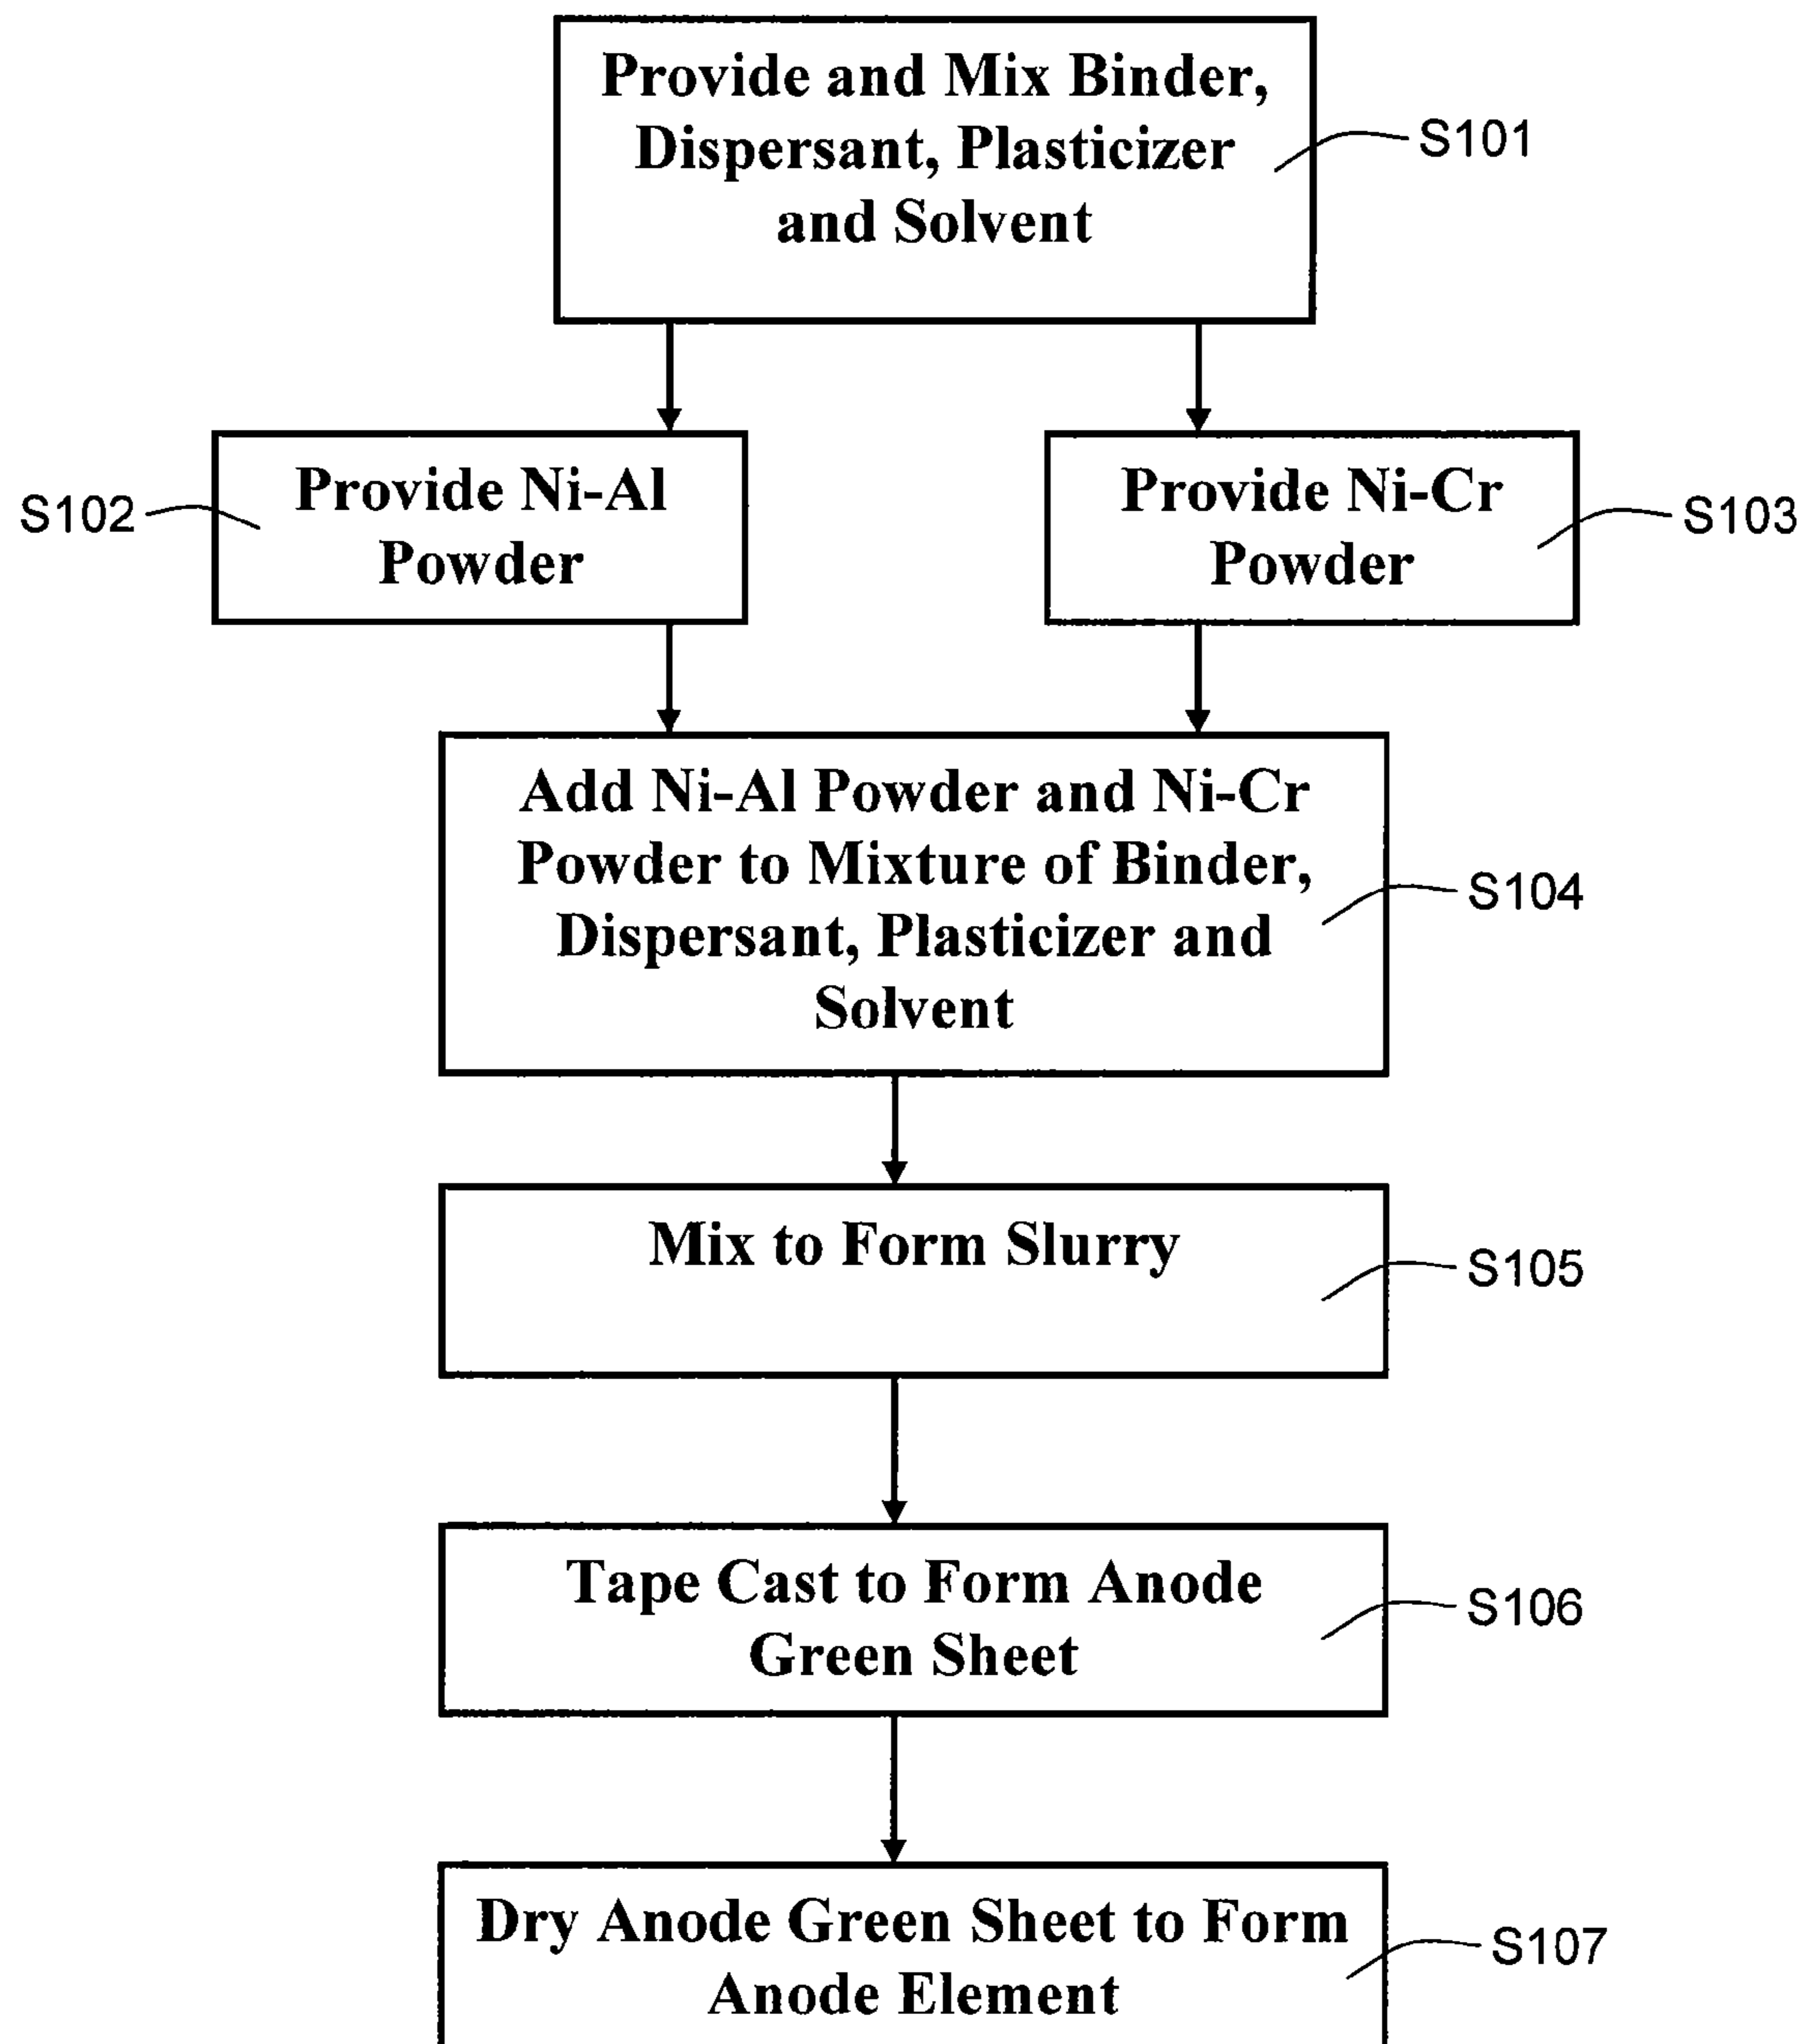 Provide and Mix Binder,
Dispersant, Plasticizer
and Solvent
S101
Provide Ni-Al
Powder
S102
Provide Ni-Cr
Powder
S103
Add Ni-Al Powder and Ni-Cr
Powder to Mixture of Binder,
Dispersant, Plasticizer and
Solvent
S104
Mix to Form Slurry
S105
Tape Cast to Form Anode
Green Sheet
S106
Dry Anode Green Sheet to Form
Anode Element
S107